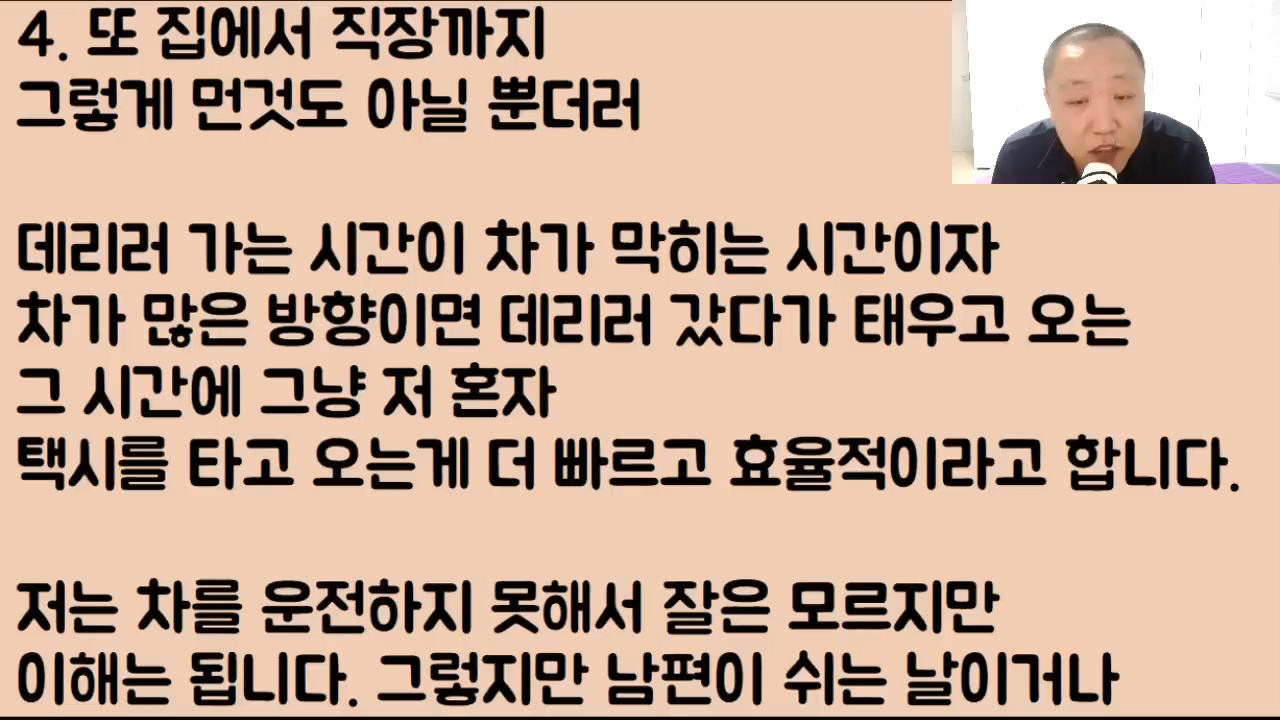 4. 또 집에서 직장까지
그렇게 먼것도 아닐 뿐더러
데리러 가는 시간이 차가 막히는 시간이자
차가 많은 방향이면 데리러 갔다가 태우고 오는
그 시간에 그냥 저 혼자
택시를 타고 오는게 더 빠르고 효율적이라고 합니다.
저는 차를 운전하지 못해서 잘은 모르지만
이해는 됩니다. 그렇지만 남편이 쉬는 날이거나